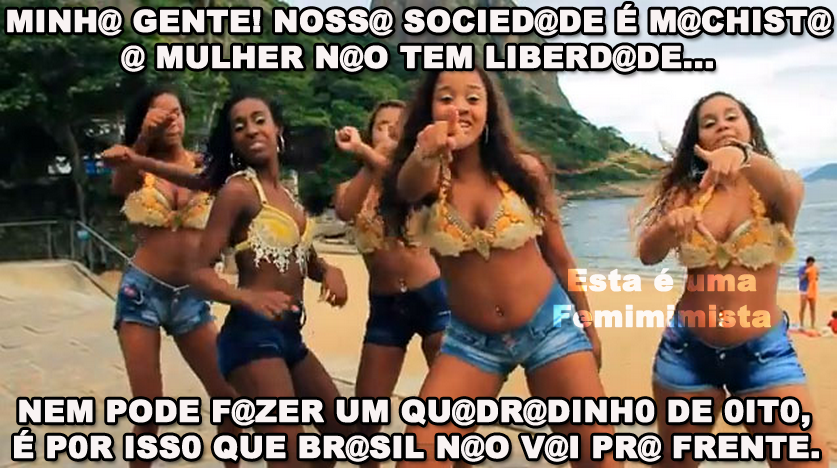 MINH@ GENTE! NOSS@ SOCIED@DE É M@CHIST@
@ MULHER N@O TEM LIBERD@DE...
Esta é uma
Femimimista
NEM PODE F@ZER UM QU@DR@DINH0 DE 0IT0,
É P0R ISS0 QUE BR@SIL N@O V@I PR@ FRENTE.